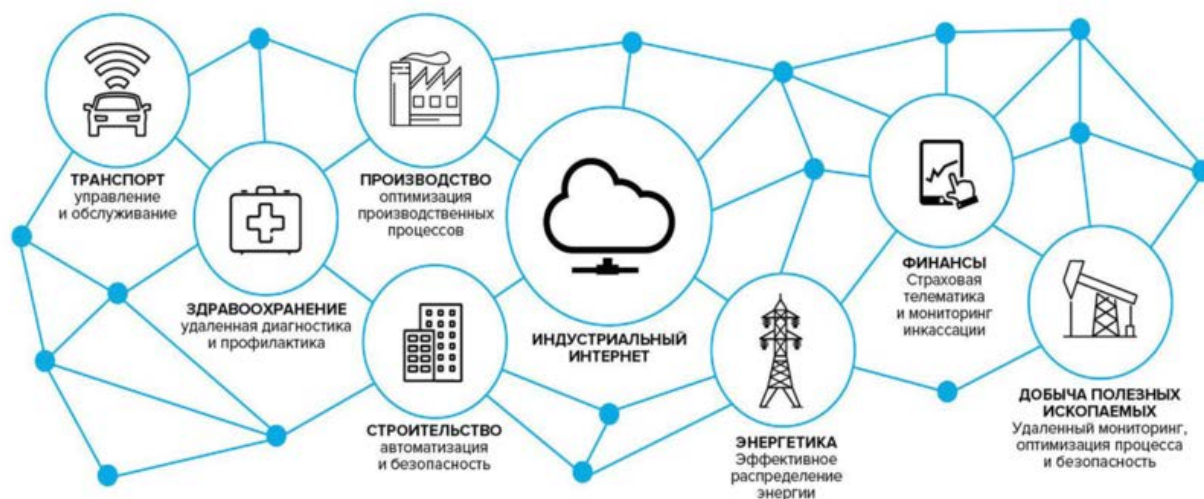 ТРАНСПОРТ
управление
и обслуживание
ПРОИЗВОДСТВО
оптимизация
производственных
процессов
ЗДРАВООХРАНЕНИЕ
удаленная диагностика
и профилактика
ИНДУСТРИАЛЬНЫЙ
ИНТЕРНЕТ
ФИНАНСЫ
Страховая
телематика
и мониторинг
инкассации
СТРОИТЕЛЬСТВО
автоматизация
и безопасность
ЭНЕРГЕТИКА
Эффективное
распределение
энергии
ДОБЫЧА ПОЛЕЗНЫХ
ИСКОПАЕМЫХ
Удаленный мониторинг,
оптимизация процесса
и безопасность